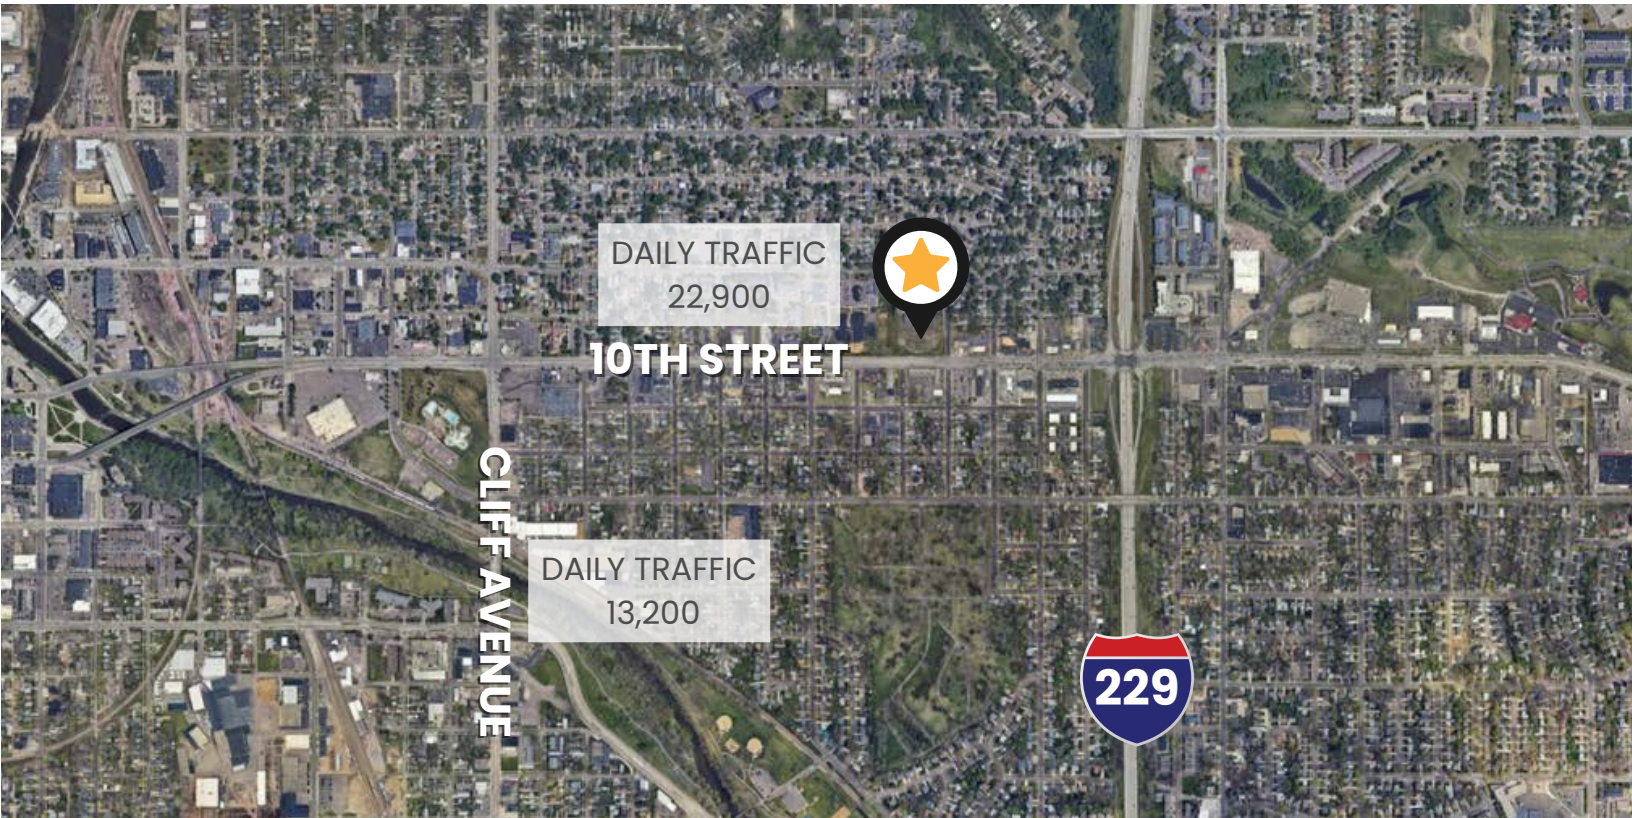 DAILY TRAFFIC
22,900
10TH STREET
CLIFF AVENUE
DAILY TRAFFIC
13,200
229